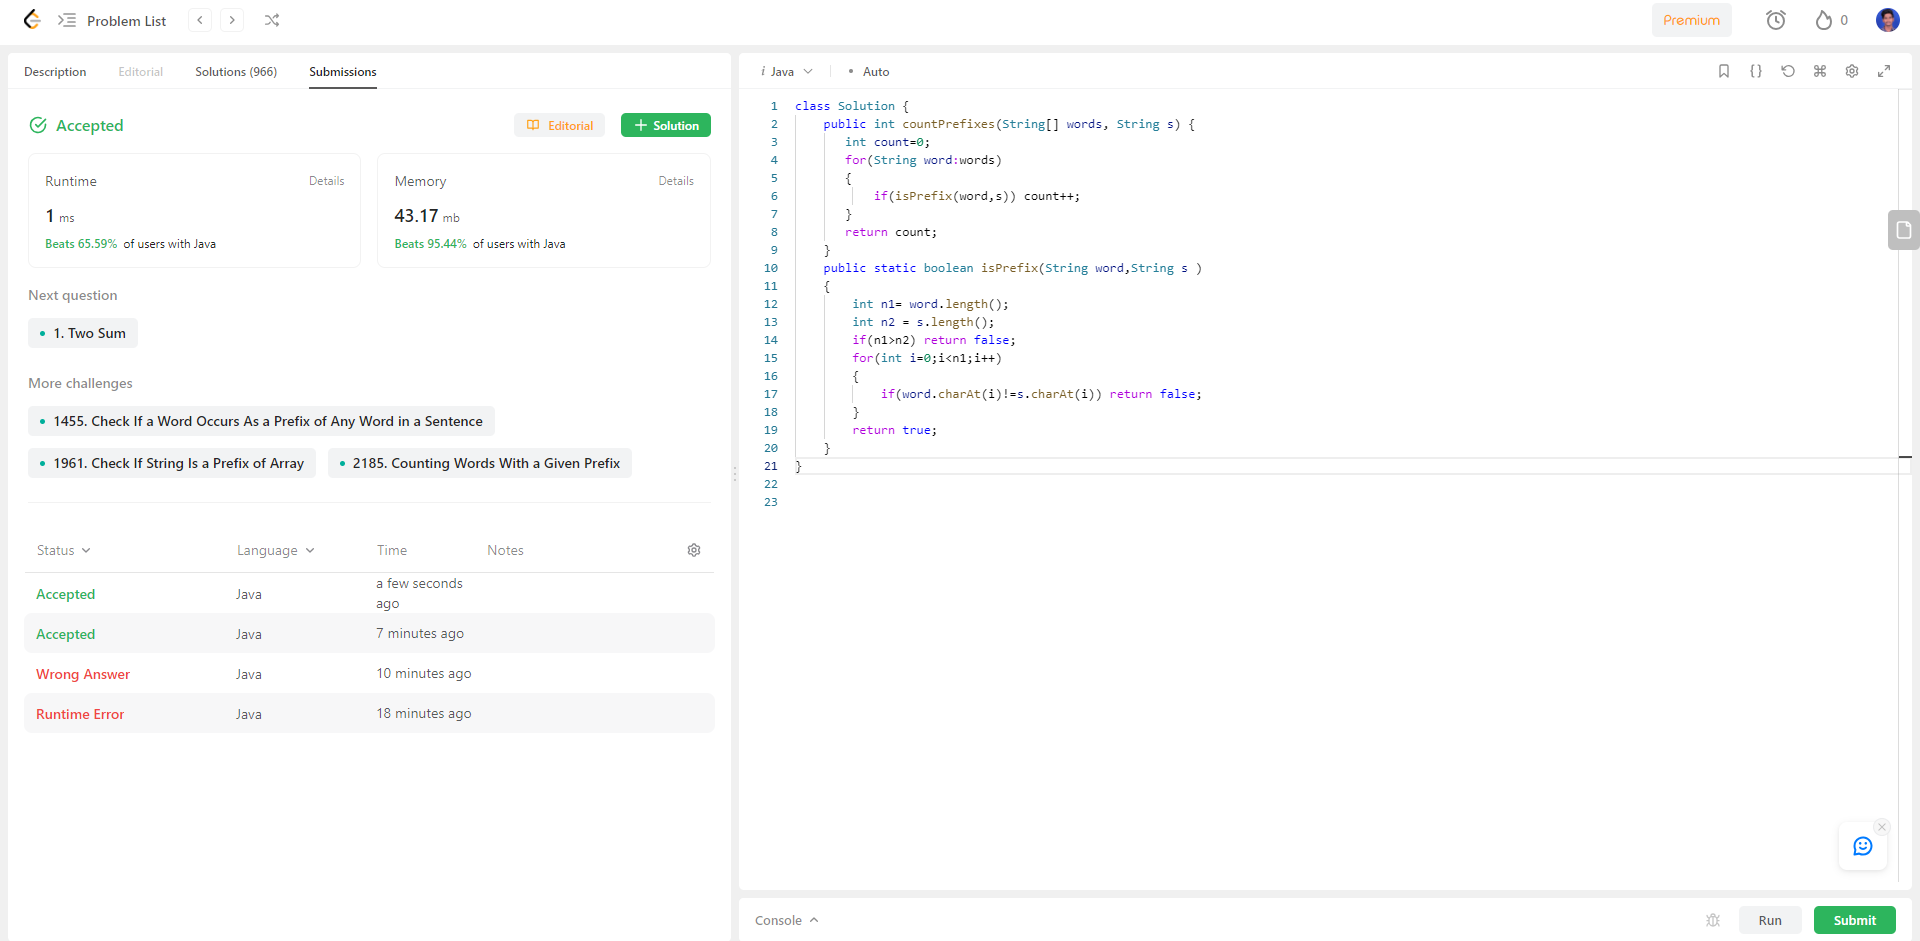 Problem List
Premium
0
Description Editorial Solutions (966) Submissions
Accepted
Editorial
Solution
Runtime Details
1 ms
Beats 65.59% of users with Java
Memory Details
43.17 mb
Beats 95.44% of users with Java
Next question
1. Two Sum
More challenges
1455. Check If a Word Occurs As a Prefix of Any Word in a Sentence
1961. Check If String Is a Prefix of Array
2185. Counting Words With a Given Prefix
Status Language Time Notes
Accepted Java a few seconds
ago
Accepted Java 7 minutes ago
Wrong Answer Java 10 minutes ago
Runtime Error Java 18 minutes ago
i Java • Auto
1 class Solution {
2 public int countPrefixes(String[] words, String s) {
3 int count=0;
4 for(String word:words)
5 {
6 if(isPrefix(word,s)) count++;
7 }
8 return count;
9 }
10 public static boolean isPrefix(String word,String s )
11 {
12 int n1= word.length();
13 int n2 = s.length();
14 if(n1>n2) return false;
15 for(int i=0;i<n1;i++)
16 {
17 if(word.charAt(i)!=s.charAt(i)) return false;
18 }
19 return true;
20 }
21 }
22
23
Console
Run
Submit